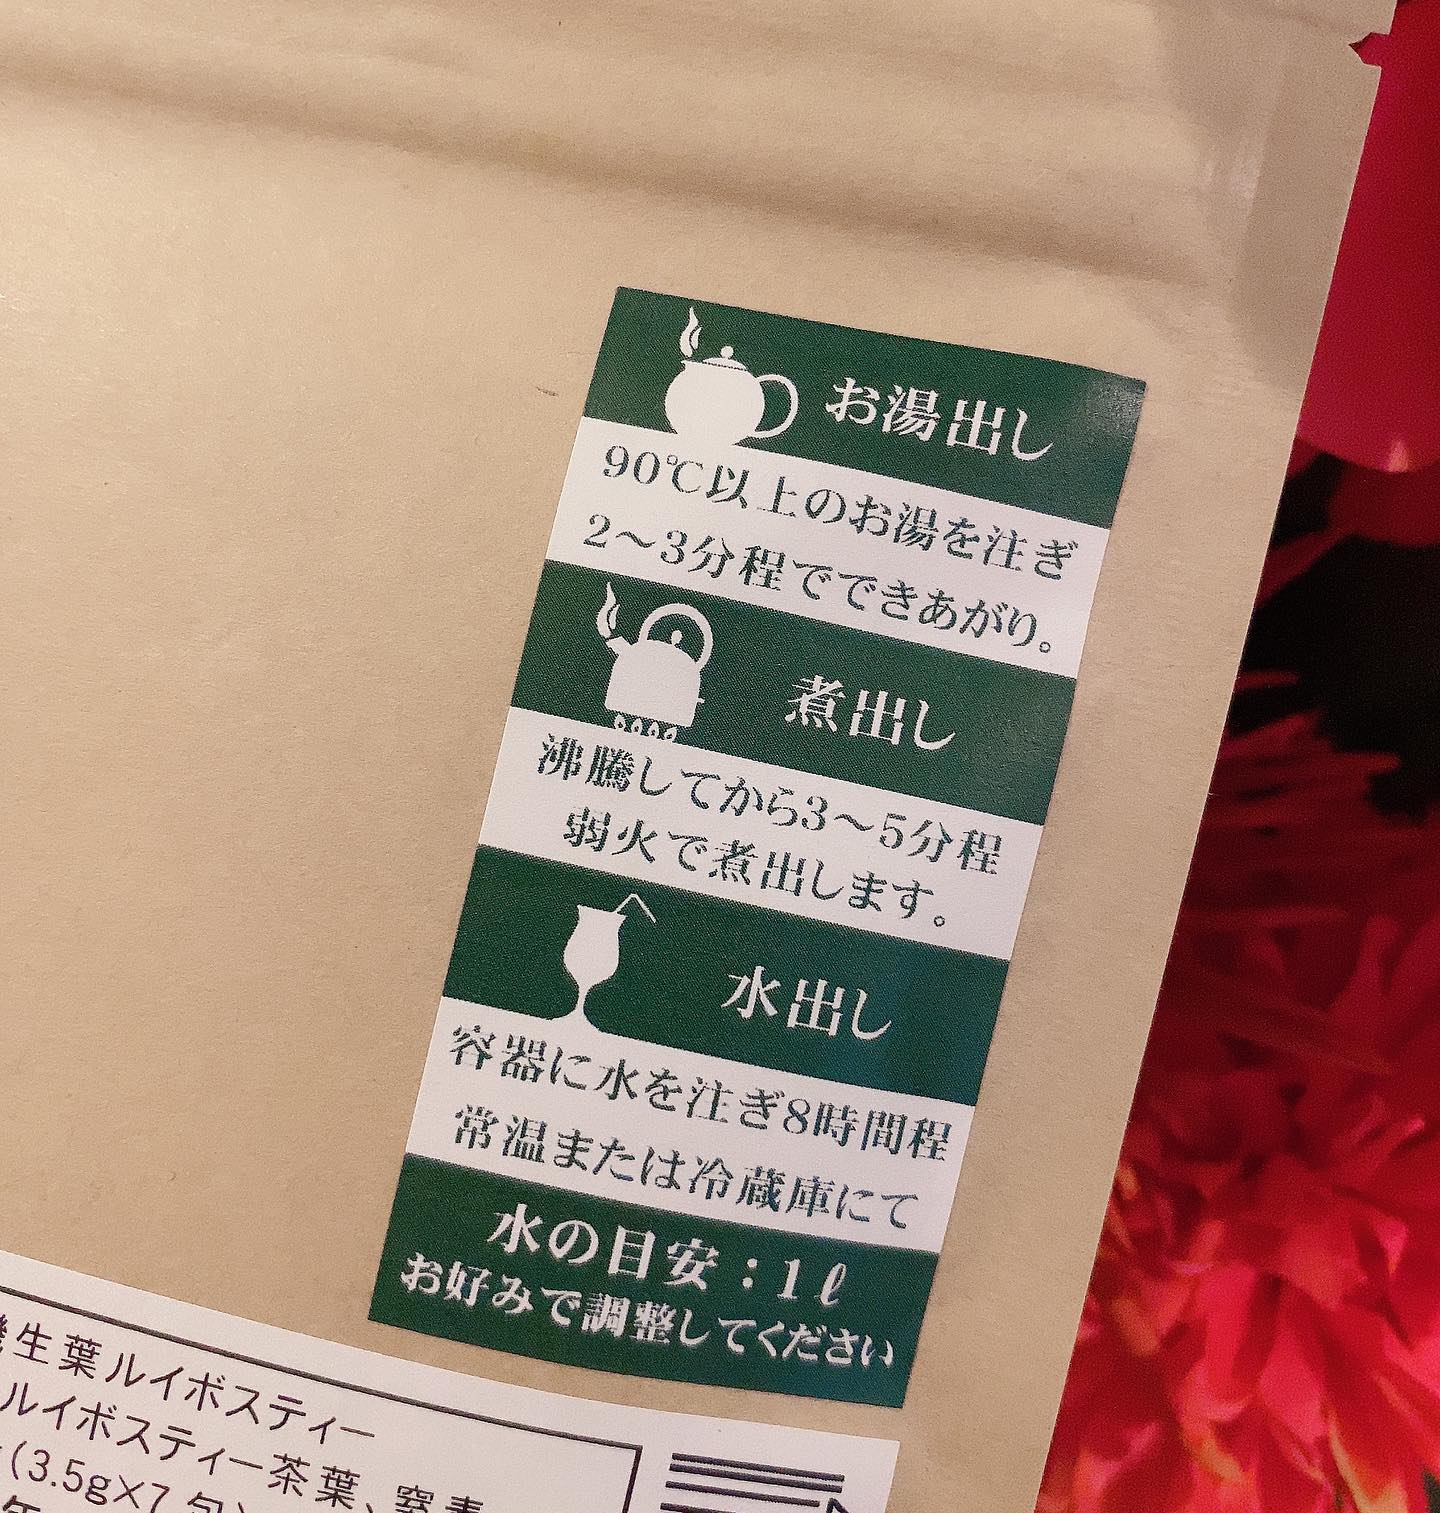 お湯出し
90℃以上のお湯を注ぎ
2〜3分程でできあがり。
煮出し
沸騰してから3〜5分程
弱火で煮出します。
水出し
容器に水を注ぎ8時間程
常温または冷蔵庫にて
水の目安：1ℓ
お好みで調整してください
生葉ルイボスティー
ルイボスティー茶葉、窒素
(3.5g×7包)